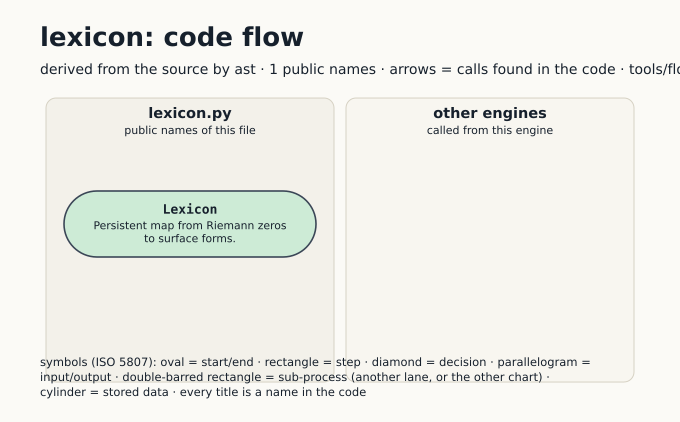 lexicon: code flow
derived from the source by ast · 1 public names · arrows = calls found in the code ·
lexicon.py
public names of this file
other engines
called from this engine
Lexicon
Persistent map from Riemann zeros
to surface forms.
symbols (ISO 5807): oval = start/end · rectangle = step · diamond = decision · parallelogram =
input/output · double-barred rectangle = sub-process (another lane, or the other chart) ·
cylinder = stored data · every title is a name in the code